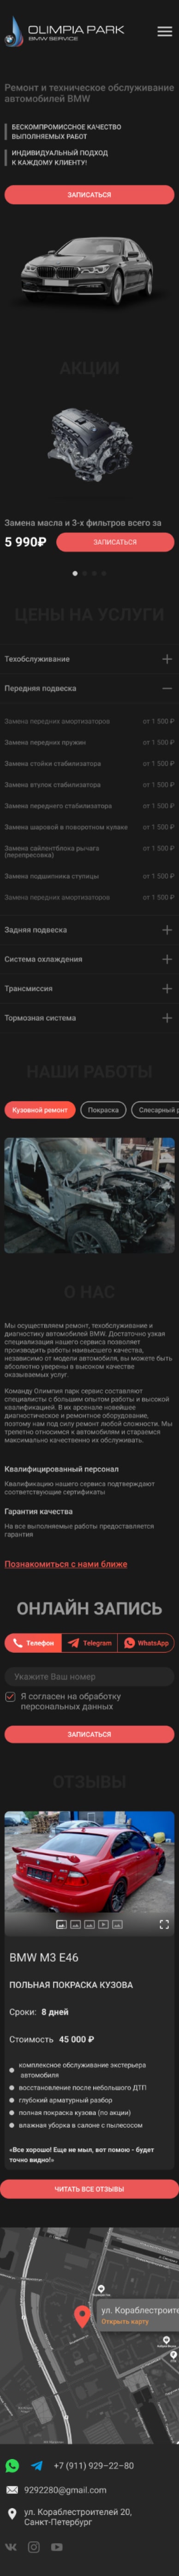 OLIMPIA PARK
BMW SERVICE
Ремонт и техническое обслуживание
автомобилей BMW
БЕСКОМПРОМИССНОЕ КАЧЕСТВО
ВЫПОЛНЯЕМЫХ РАБОТ
ИНДИВИДУАЛЬНЫЙ ПОДХОД
К КАЖДОМУ КЛИЕНТУ!
ЗАПИСАТЬСЯ
АКЦИИ
Замена масла и 3-х фильтров всего за
5 990₽
ЗАПИСАТЬСЯ
ЦЕНЫ НА УСЛУГИ
Техобслуживание
Передняя подвеска
Замена передних амортизаторов от 1 500 ₽
Замена передних пружин от 1 500 ₽
Замена стойки стабилизатора от 1 500 ₽
Замена втулок стабилизатора от 1 500 ₽
Замена переднего стабилизатора от 1 500 ₽
Замена шаровой в поворотном кулаке от 1 500 ₽
Замена сайлентблока рычага от 1 500 ₽
(перепресовка)
Замена подшипника ступицы от 1 500 ₽
Замена передних амортизаторов от 1 500 ₽
Задняя подвеска
Система охлаждения
Трансмиссия
Тормозная система
НАШИ РАБОТЫ
Кузовной ремонт Покраска Слесарный р
О НАС
Мы осуществляем ремонт, техобслуживание и
диагностику автомобилей BMW. Достаточно узкая
специализация нашего сервиса позволяет
производить работы наивысшего качества,
независимо от модели автомобиля, вы можете быть
абсолютно уверены в высоком качестве
оказываемых услуг.
Команду Олимпия парк сервис составляют
специалисты с большим опытом работы и высокой
квалификацией. В их арсенале новейшее
диагностическое и ремонтное оборудование,
поэтому нам под силу ремонт любой сложности. Мы
трепетно относимся к автомобилям и стараемся
максимально качественно их обслуживать.
Квалифицированный персонал
Квалификацию нашего сервиса подтверждают
соответствующие сертификаты
Гарантия качества
На все выполняемые работы предоставляется
гарантия
Познакомиться с нами ближе
ОНЛАЙН ЗАПИСЬ
Телефон Telegram WhatsApp
Укажите Ваш номер
Я согласен на обработку
персональных данных
ЗАПИСАТЬСЯ
ОТЗЫВЫ
BMW M3 E46
ПОЛЬНАЯ ПОКРАСКА КУЗОВА
Сроки: 8 дней
Стоимость 45 000 ₽
комплексное обслуживание экстерьера
автомобиля
восстановление после небольшого ДТП
глубокий арматурный разбор
полная покраска кузова (по акции)
влажная уборка в салоне с пылесосом
«Все хорошо! Еще не мыл, вот помою - будет
точно видно!»
ЧИТАТЬ ВСЕ ОТЗЫВЫ
ул. Кораблестроите
Открыть карту
+7 (911) 929-22-80
9292280@gmail.com
ул. Кораблестроителей 20,
Санкт-Петербург